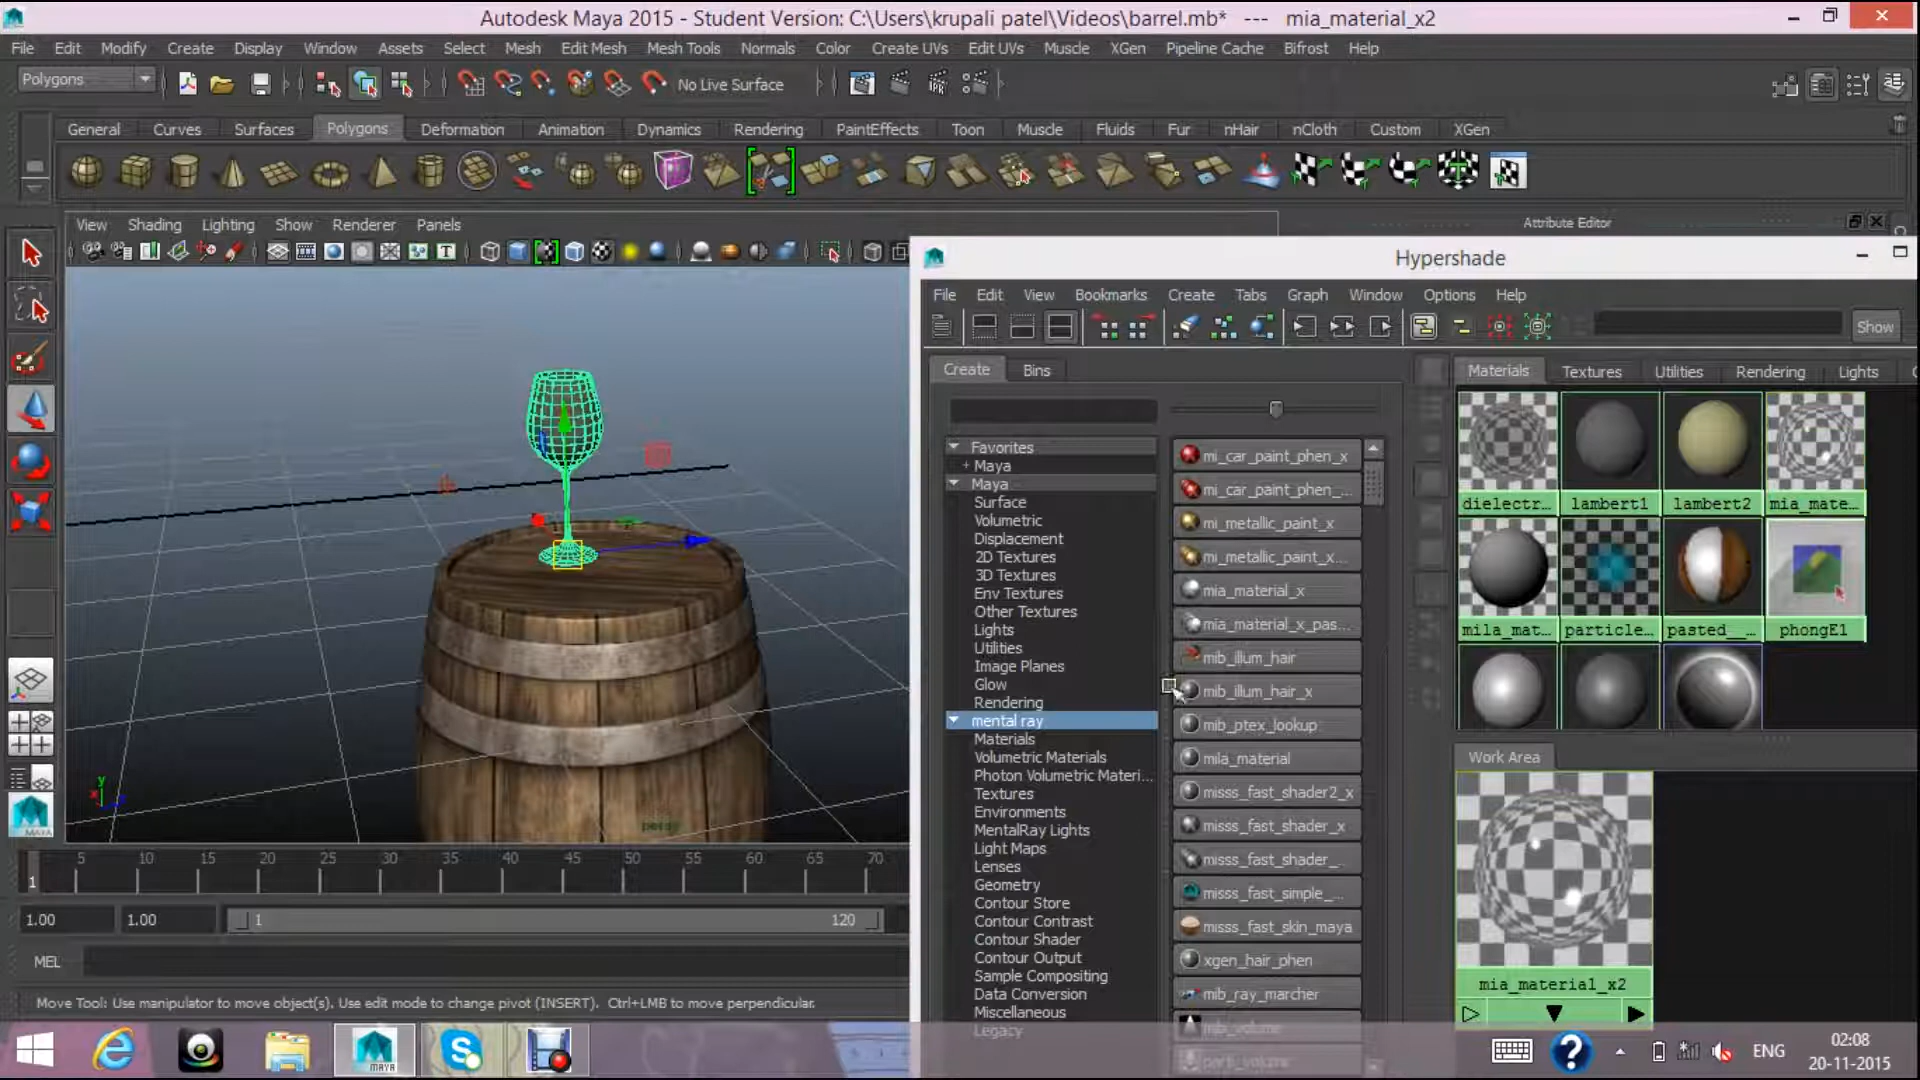 Autodesk Maya 2015 - Student Version: C:\Users\krupali patel\Videos\barrel.mb* --- mia_material_x2
File Edit Modify Create Display Window Assets Select Mesh Edit Mesh Mesh Tools Normals Color Create UVs Edit UVs Muscle XGen Pipeline Cache Bifrost Help
Polygons
No Live Surface
General Curves Surfaces Polygons Deformation Animation Dynamics Rendering PaintEffects Toon Muscle Fluids Fur nHair nCloth Custom XGen
View Shading Lighting Show Renderer Panels
Attribute Editor
Hypershade
File Edit View Bookmarks Create Tabs Graph Window Options Help
Show
Create Bins
Materials Textures Utilities Rendering Lights
Favorites
+ Maya
Maya
Surface
Volumetric
Displacement
2D Textures
3D Textures
Env Textures
Other Textures
Lights
Utilities
Image Planes
Glow
Rendering
mental ray
Materials
Volumetric Materials
Photon Volumetric Materi...
Textures
Environments
MentalRay Lights
Light Maps
Lenses
Geometry
Contour Store
Contour Contrast
Contour Shader
Contour Output
Sample Compositing
Data Conversion
Miscellaneous
Legacy
mi_car_paint_phen_x
mi_car_paint_phen_...
mi_metallic_paint_x
mi_metallic_paint_x...
mia_material_x
mia_material_x_pas...
mib_illum_hair
mib_illum_hair_x
mib_ptex_lookup
mila_material
misss_fast_shader2_x
misss_fast_shader_x
misss_fast_shader_...
misss_fast_simple_...
misss_fast_skin_maya
xgen_hair_phen
mib_ray_marcher
mib_volume
parti_volume
dielectr... lambert1 lambert2 mia_mate...
mila_mat... particle... pasted__... phongE1
Work Area
mia_material_x2
persp
y
5 10 15 20 25 30 35 40 45 50 55 60 65 70
1
1.00 1.00 1 120
MEL
Move Tool: Use manipulator to move object(s). Use edit mode to change pivot (INSERT). Ctrl+LMB to move perpendicular.
MAYA
ENG
02:08
20-11-2015